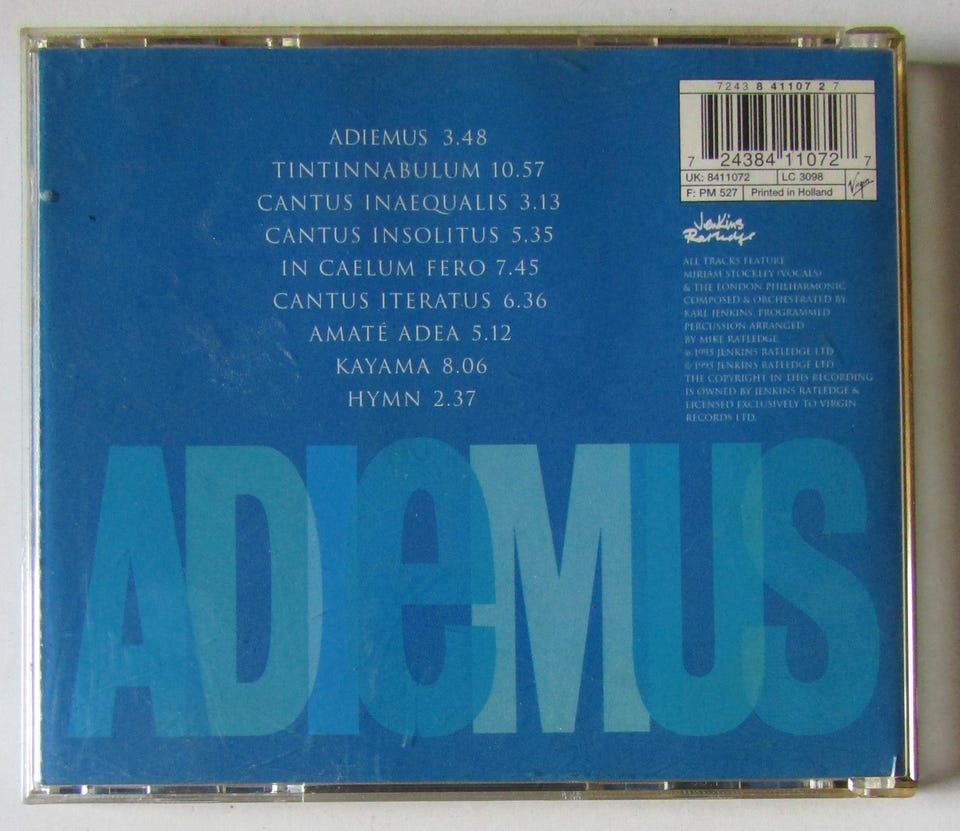 ADIEMUS 3.48
TINTINNABULUM 10.57
CANTUS INAEQUALIS 3.13
CANTUS INSOLITUS 5.35
IN CAELUM FERO 7.45
CANTUS ITERATUS 6.36
AMATÉ ADEA 5.12
KAYAMA 8.06
HYMN 2.37
7243 8 41107 2 7
7 24384 11072 7
UK: 8411072 LC 3098
F: PM 527 Printed in Holland Virgin
Jenkins
Ratledge
ALL TRACKS FEATURE
MIRIAM STOCKLEY (VOCALS)
& THE LONDON PHILHARMONIC
COMPOSED & ORCHESTRATED BY
KARL JENKINS. PROGRAMMED
PERCUSSION ARRANGED
BY MIKE RATLEDGE
℗ 1995 JENKINS RATLEDGE LTD
© 1995 JENKINS RATLEDGE LTD
THE COPYRIGHT IN THIS RECORDING
IS OWNED BY JENKINS RATLEDGE &
LICENSED EXCLUSIVELY TO VIRGIN
RECORDS LTD.
ADIEMUS